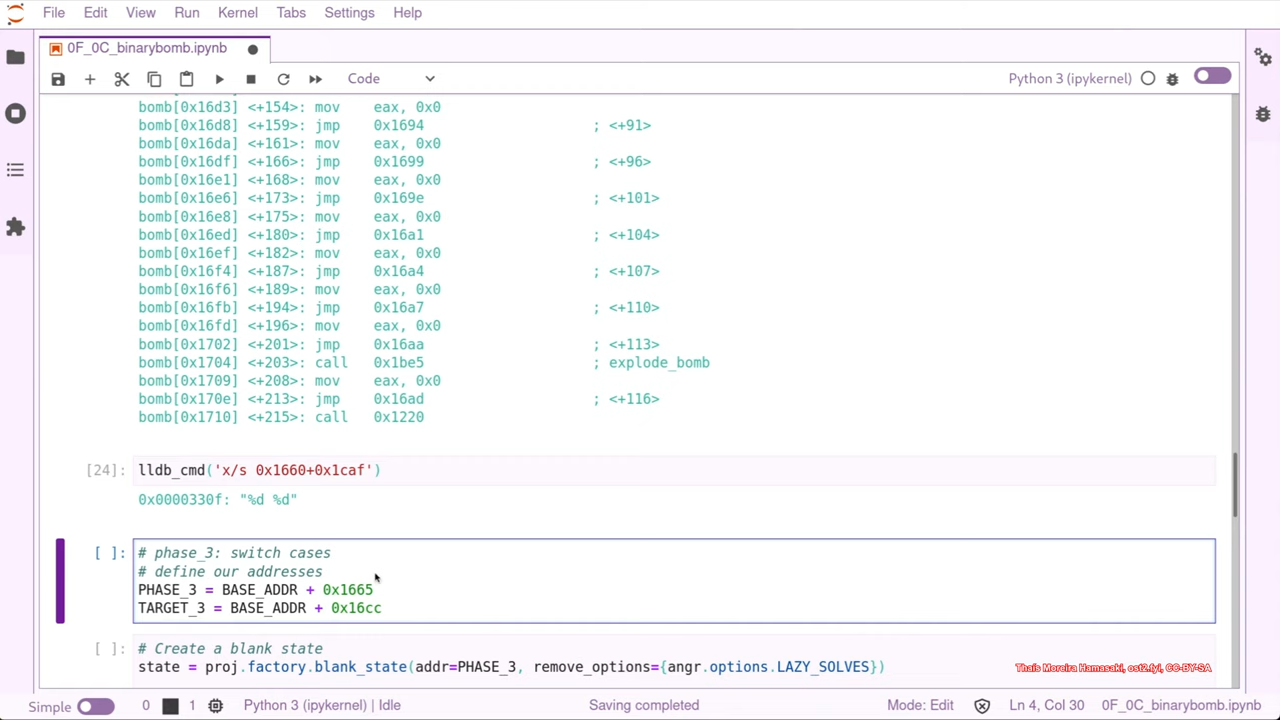 File Edit View Run Kernel Tabs Settings Help
0F_0C_binarybomb.ipynb
Code Python 3 (ipykernel)
bomb[0x16d3] <+154>: mov eax, 0x0
bomb[0x16d8] <+159>: jmp 0x1694 ; <+91>
bomb[0x16da] <+161>: mov eax, 0x0
bomb[0x16df] <+166>: jmp 0x1699 ; <+96>
bomb[0x16e1] <+168>: mov eax, 0x0
bomb[0x16e6] <+173>: jmp 0x169e ; <+101>
bomb[0x16e8] <+175>: mov eax, 0x0
bomb[0x16ed] <+180>: jmp 0x16a1 ; <+104>
bomb[0x16ef] <+182>: mov eax, 0x0
bomb[0x16f4] <+187>: jmp 0x16a4 ; <+107>
bomb[0x16f6] <+189>: mov eax, 0x0
bomb[0x16fb] <+194>: jmp 0x16a7 ; <+110>
bomb[0x16fd] <+196>: mov eax, 0x0
bomb[0x1702] <+201>: jmp 0x16aa ; <+113>
bomb[0x1704] <+203>: call 0x1be5 ; explode_bomb
bomb[0x1709] <+208>: mov eax, 0x0
bomb[0x170e] <+213>: jmp 0x16ad ; <+116>
bomb[0x1710] <+215>: call 0x1220
[24]: lldb_cmd('x/s 0x1660+0x1caf')
0x0000330f: "%d %d"
[ ]: # phase_3: switch cases
# define our addresses
PHASE_3 = BASE_ADDR + 0x1665
TARGET_3 = BASE_ADDR + 0x16cc
[ ]: # Create a blank state
state = proj.factory.blank_state(addr=PHASE_3, remove_options={angr.options.LAZY_SOLVES})
Thaís Moreira Hamasaki, ost2.fyi, CC-BY-SA
Simple 0 1 Python 3 (ipykernel) | Idle Saving completed Mode: Edit Ln 4, Col 30 0F_0C_binarybomb.ipynb